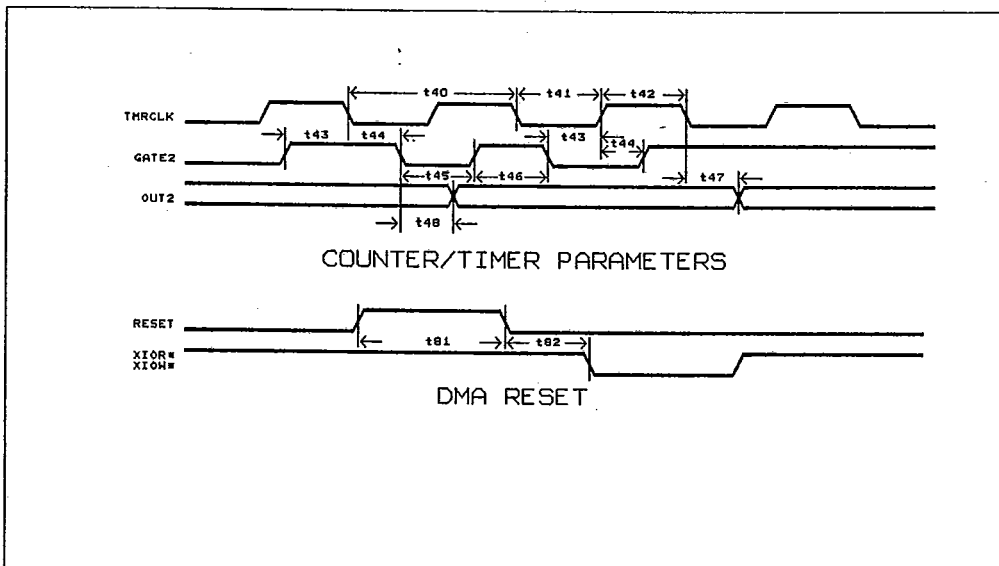 t40 t41 t42
TMRCLK
t43 t44 t43 t44
GATE2
t45 t46 t47
OUT2
t48
COUNTER/TIMER PARAMETERS
RESET
t81 t82
XIOR*
XIOW*
DMA RESET